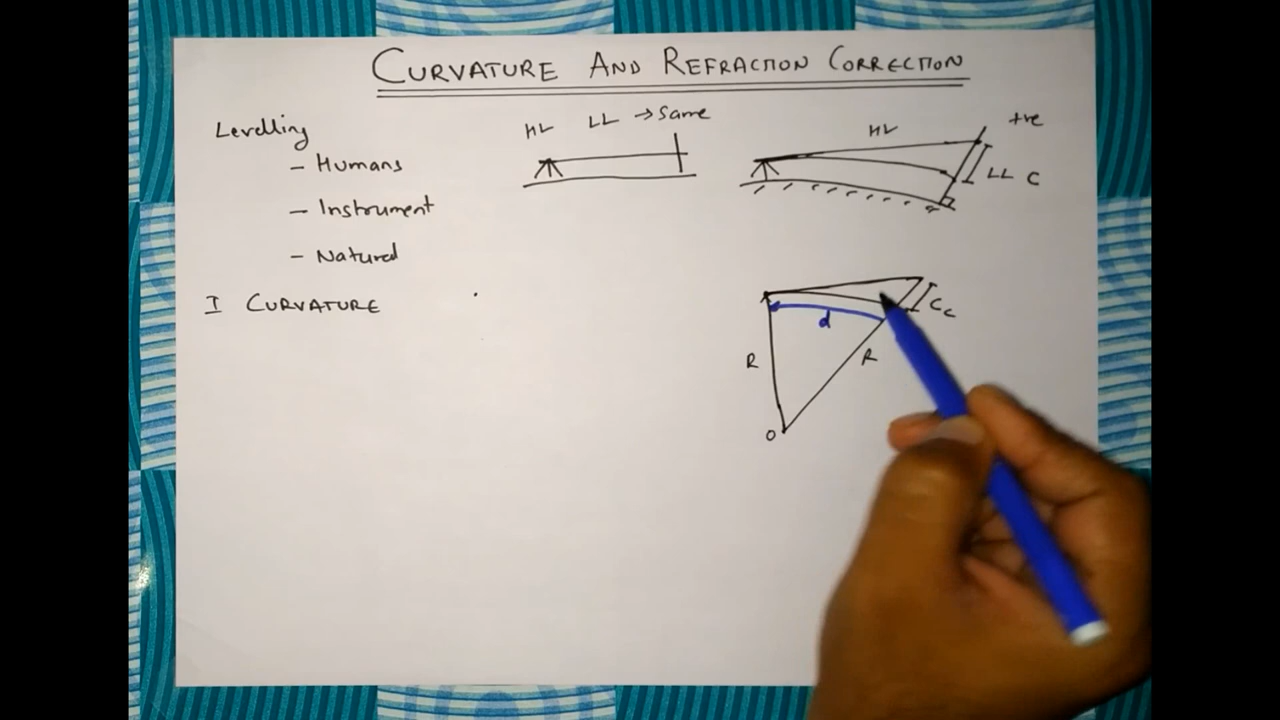 CURVATURE AND REFRACTION CORRECTION
Levelling
- Humans
- Instrument
- Natural
HL LL → Same
HL
+ve
LL C
I CURVATURE
Cc
d
R
R
O